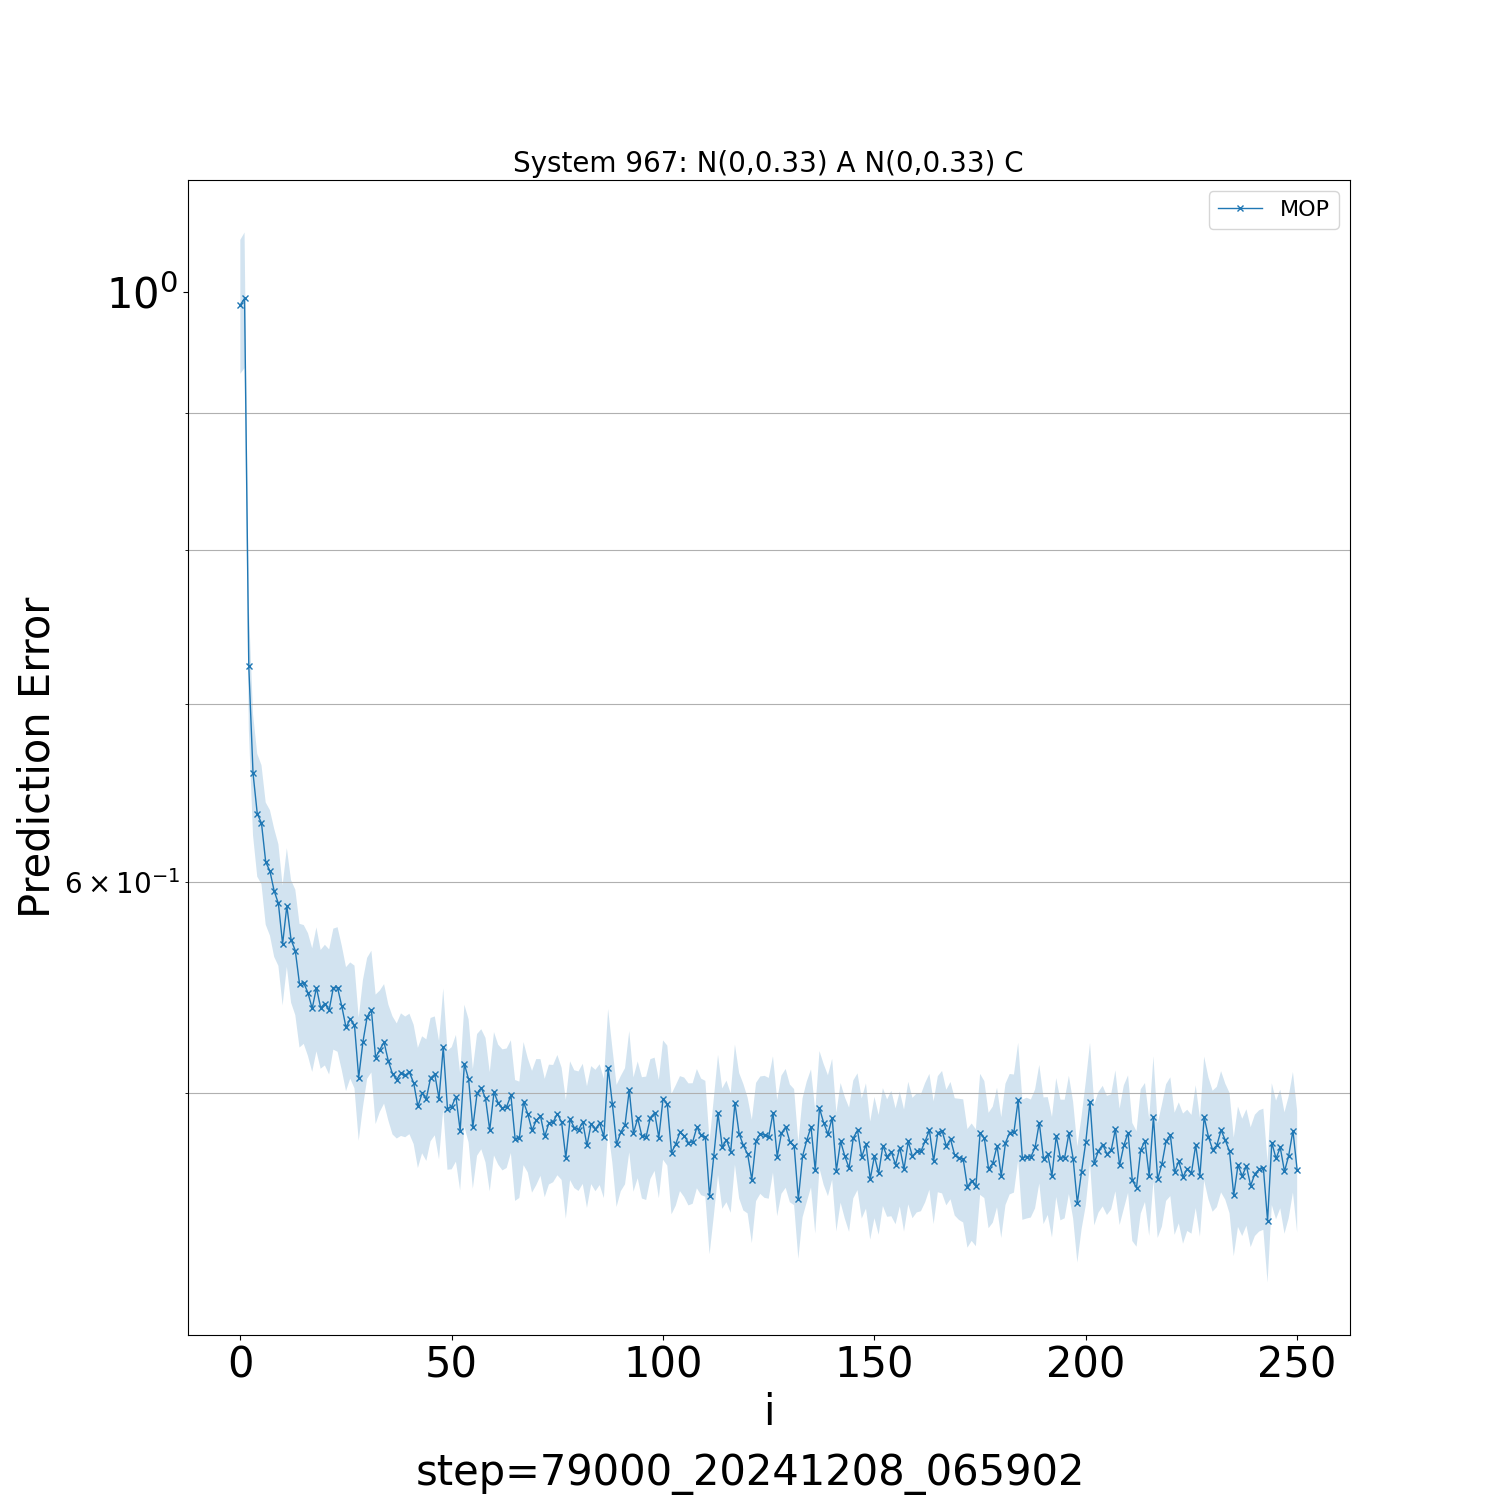 System 967: N(0,0.33) A N(0,0.33) C
MOP
10⁰
6 × 10⁻¹
Prediction Error
0 50 100 150 200 250
i
step=79000_20241208_065902